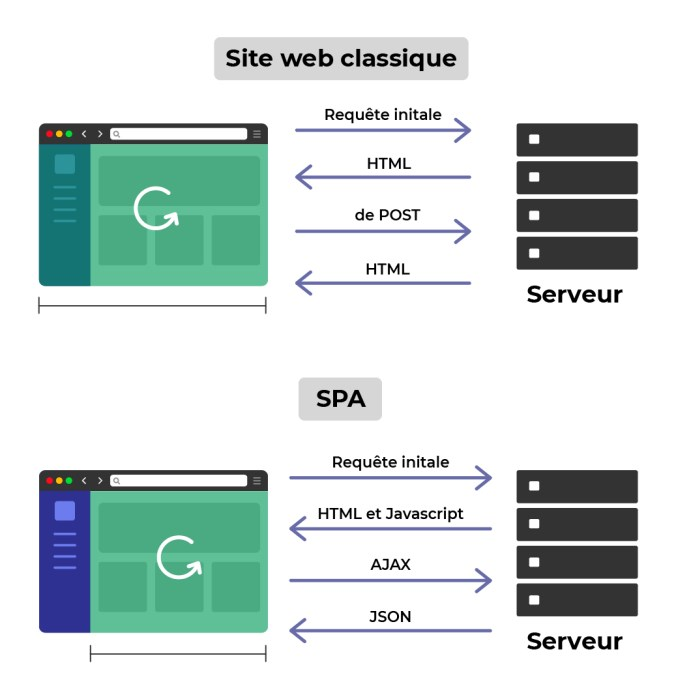 Site web classique
Requête initale
HTML
de POST
HTML
Serveur
SPA
Requête initale
HTML et Javascript
AJAX
JSON
Serveur